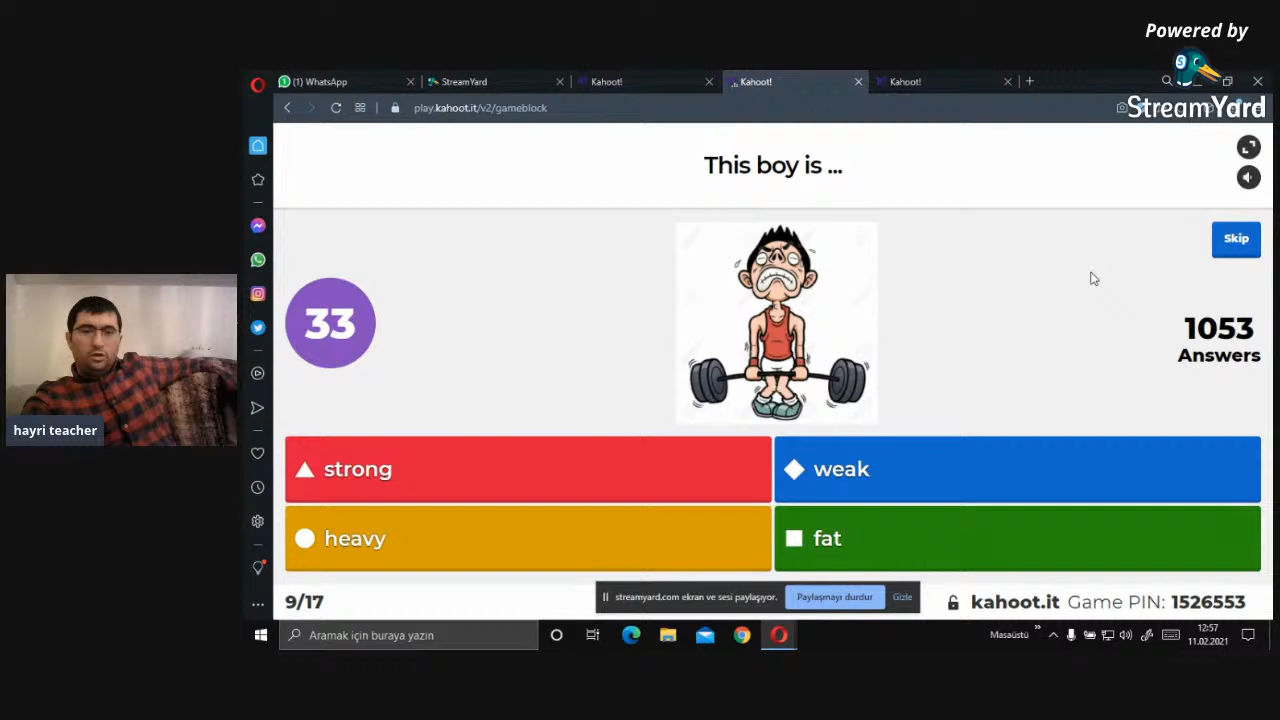 Powered by
StreamYard
(1) WhatsApp
StreamYard
Kahoot!
Kahoot!
Kahoot!
play.kahoot.it/v2/gameblock
This boy is ...
Skip
33
1053
Answers
hayri teacher
strong
weak
heavy
fat
9/17
streamyard.com ekran ve sesi paylaşıyor.
Paylaşmayı durdur
Gizle
kahoot.it Game PIN: 1526553
Aramak için buraya yazın
Masaüstü
12:57
11.02.2021